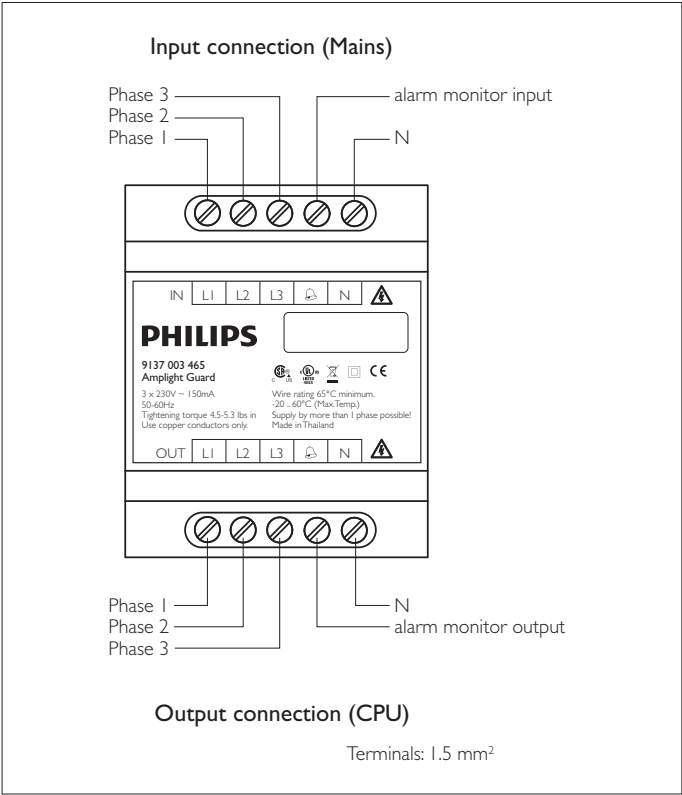 Input connection (Mains)
Phase 3
Phase 2
Phase 1
alarm monitor input
N
IN L1 L2 L3 N
PHILIPS
9137 003 465
Amplight Guard
3 x 230V ~ 150mA
50-60Hz
Tightening torque 4.5-5.3 lbs in
Use copper conductors only.
C US
UL
LISTED
CE
Wire rating 65°C minimum.
-20 .. 60°C (Max.Temp.)
Supply by more than 1 phase possible!
Made in Thailand
OUT L1 L2 L3 N
Phase 1
Phase 2
Phase 3
N
alarm monitor output
Output connection (CPU)
Terminals: 1.5 mm²